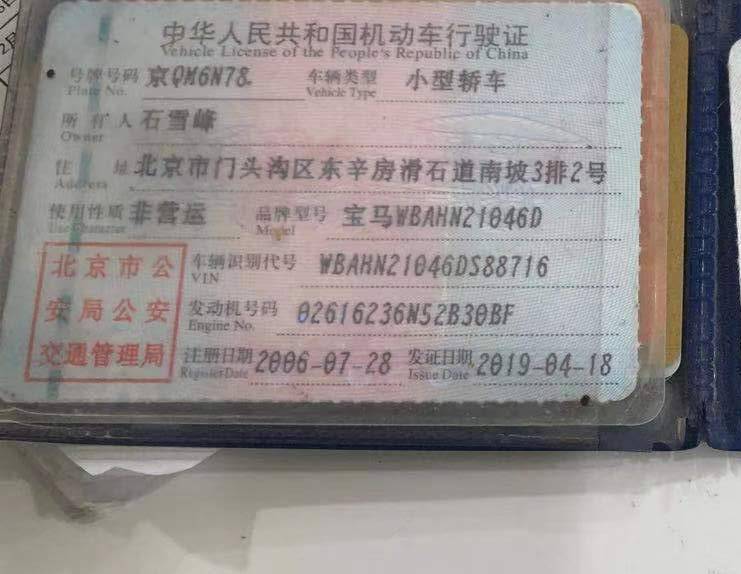 中华人民共和国机动车行驶证
Vehicle License of the People's Republic of China
号牌号码 京QM6N78 车辆类型 小型轿车
Plate No. Vehicle Type
所有人 石雪峰
Owner
住址 北京市门头沟区东辛房滑石道南坡3排2号
Address
使用性质 非营运 品牌型号 宝马WBAHN21046D
Use Character Model
北京市公
安局公安
交通管理局
车辆识别代号 WBAHN21046DS88716
VIN
发动机号码 02616236N52B30BF
Engine No.
注册日期 2006-07-28 发证日期 2019-04-18
Register Date Issue Date